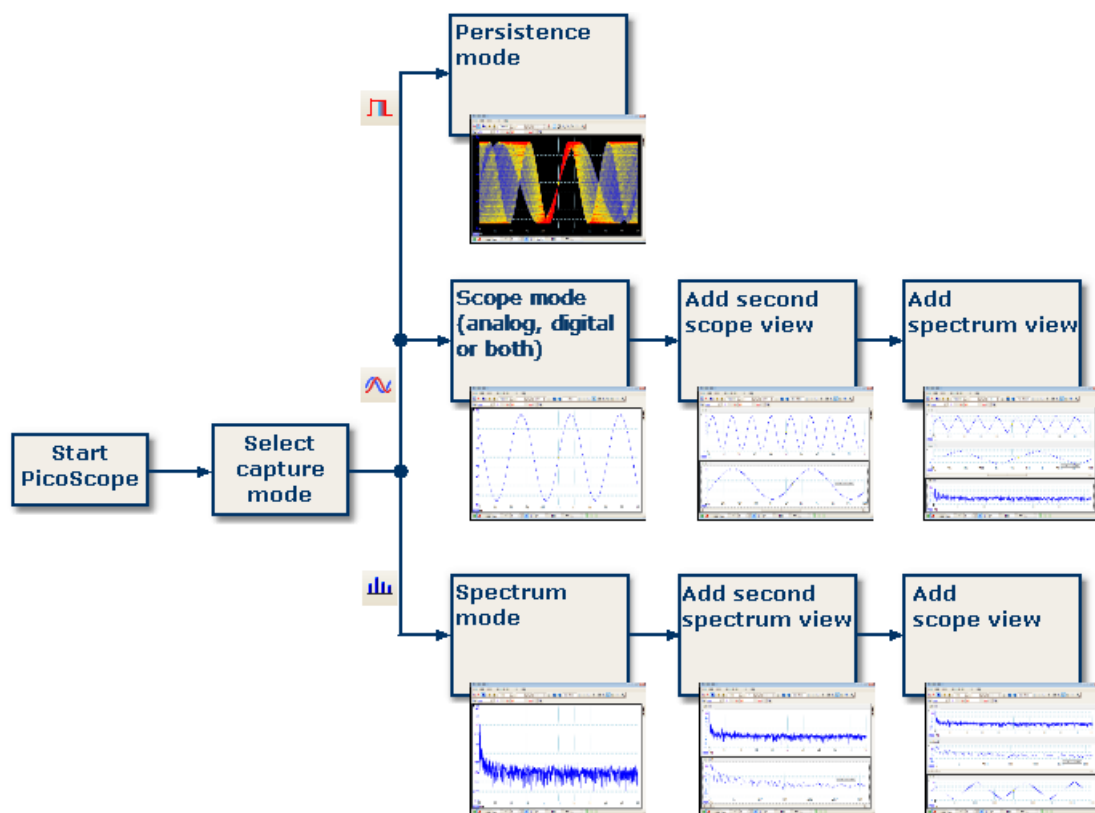 Persistence
mode
Scope mode
(analog, digital
or both)
Add second
scope view
Add
spectrum view
Start
PicoScope
Select
capture
mode
Spectrum
mode
Add second
spectrum view
Add
scope view